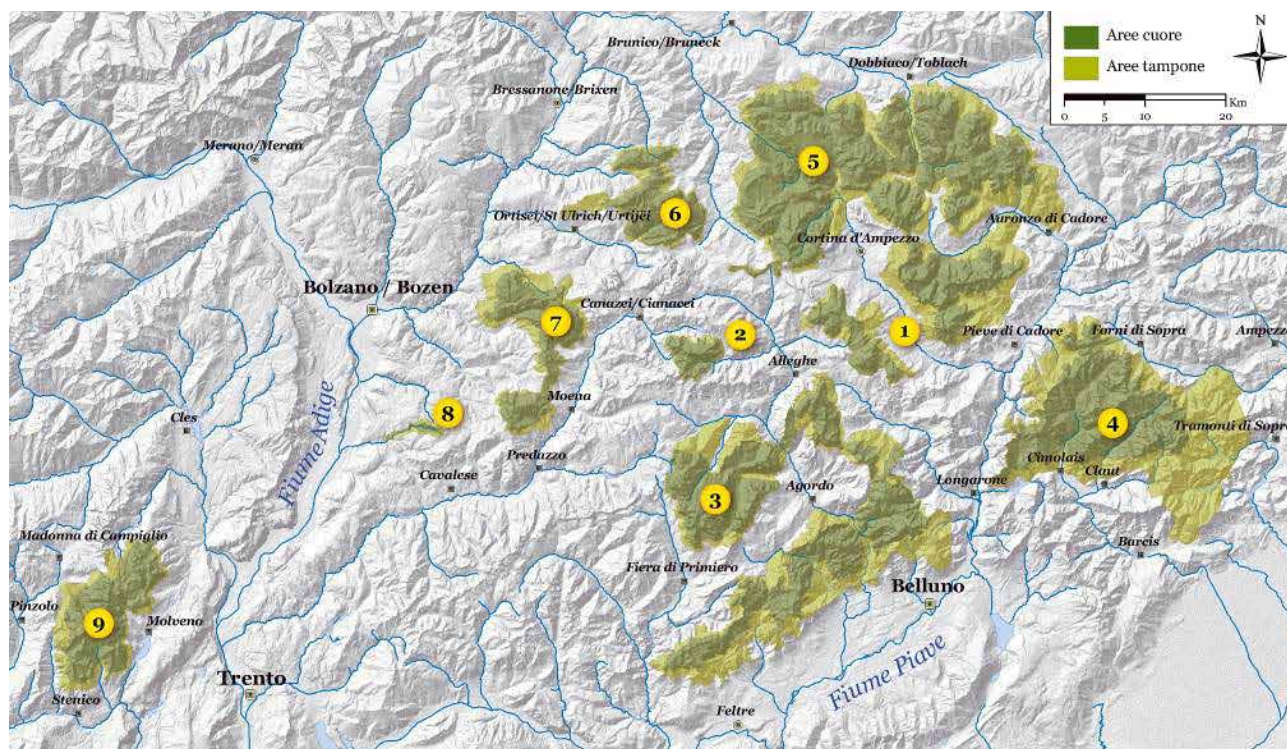 Aree cuore
Aree tampone
N
0 5 10 20
Km
Brunico/Bruneck
Dobbiaco/Toblach
Bressanone/Brixen
Merano/Meran
5
6
Ortisei/St Ulrich/Urtijëi
Auronzo di Cadore
Cortina d'Ampezzo
Bolzano / Bozen
Canazei/Cianacei
7
2
1
Pieve di Cadore
Forni di Sopra
Ampezzo
Alleghe
Fiume Adige
Moena
8
Cles
4
Tramonti di Sopra
Predazzo
Cimolais
Claut
Cavalese
3
Agordo
Longarone
Madonna di Campiglio
Barcis
Fiera di Primiero
Belluno
Pinzolo
9
Molveno
Fiume Piave
Trento
Stenico
Feltre